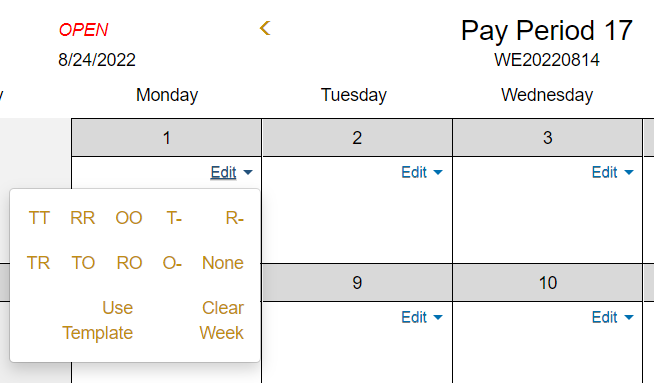 OPEN
Pay Period 17
8/24/2022
WE20220814
Monday Tuesday Wednesday
1 2 3
Edit Edit Edit
TT RR OO T- R-
TR TO RO O- None
9 10
Use Template
Clear Week
Edit Edit